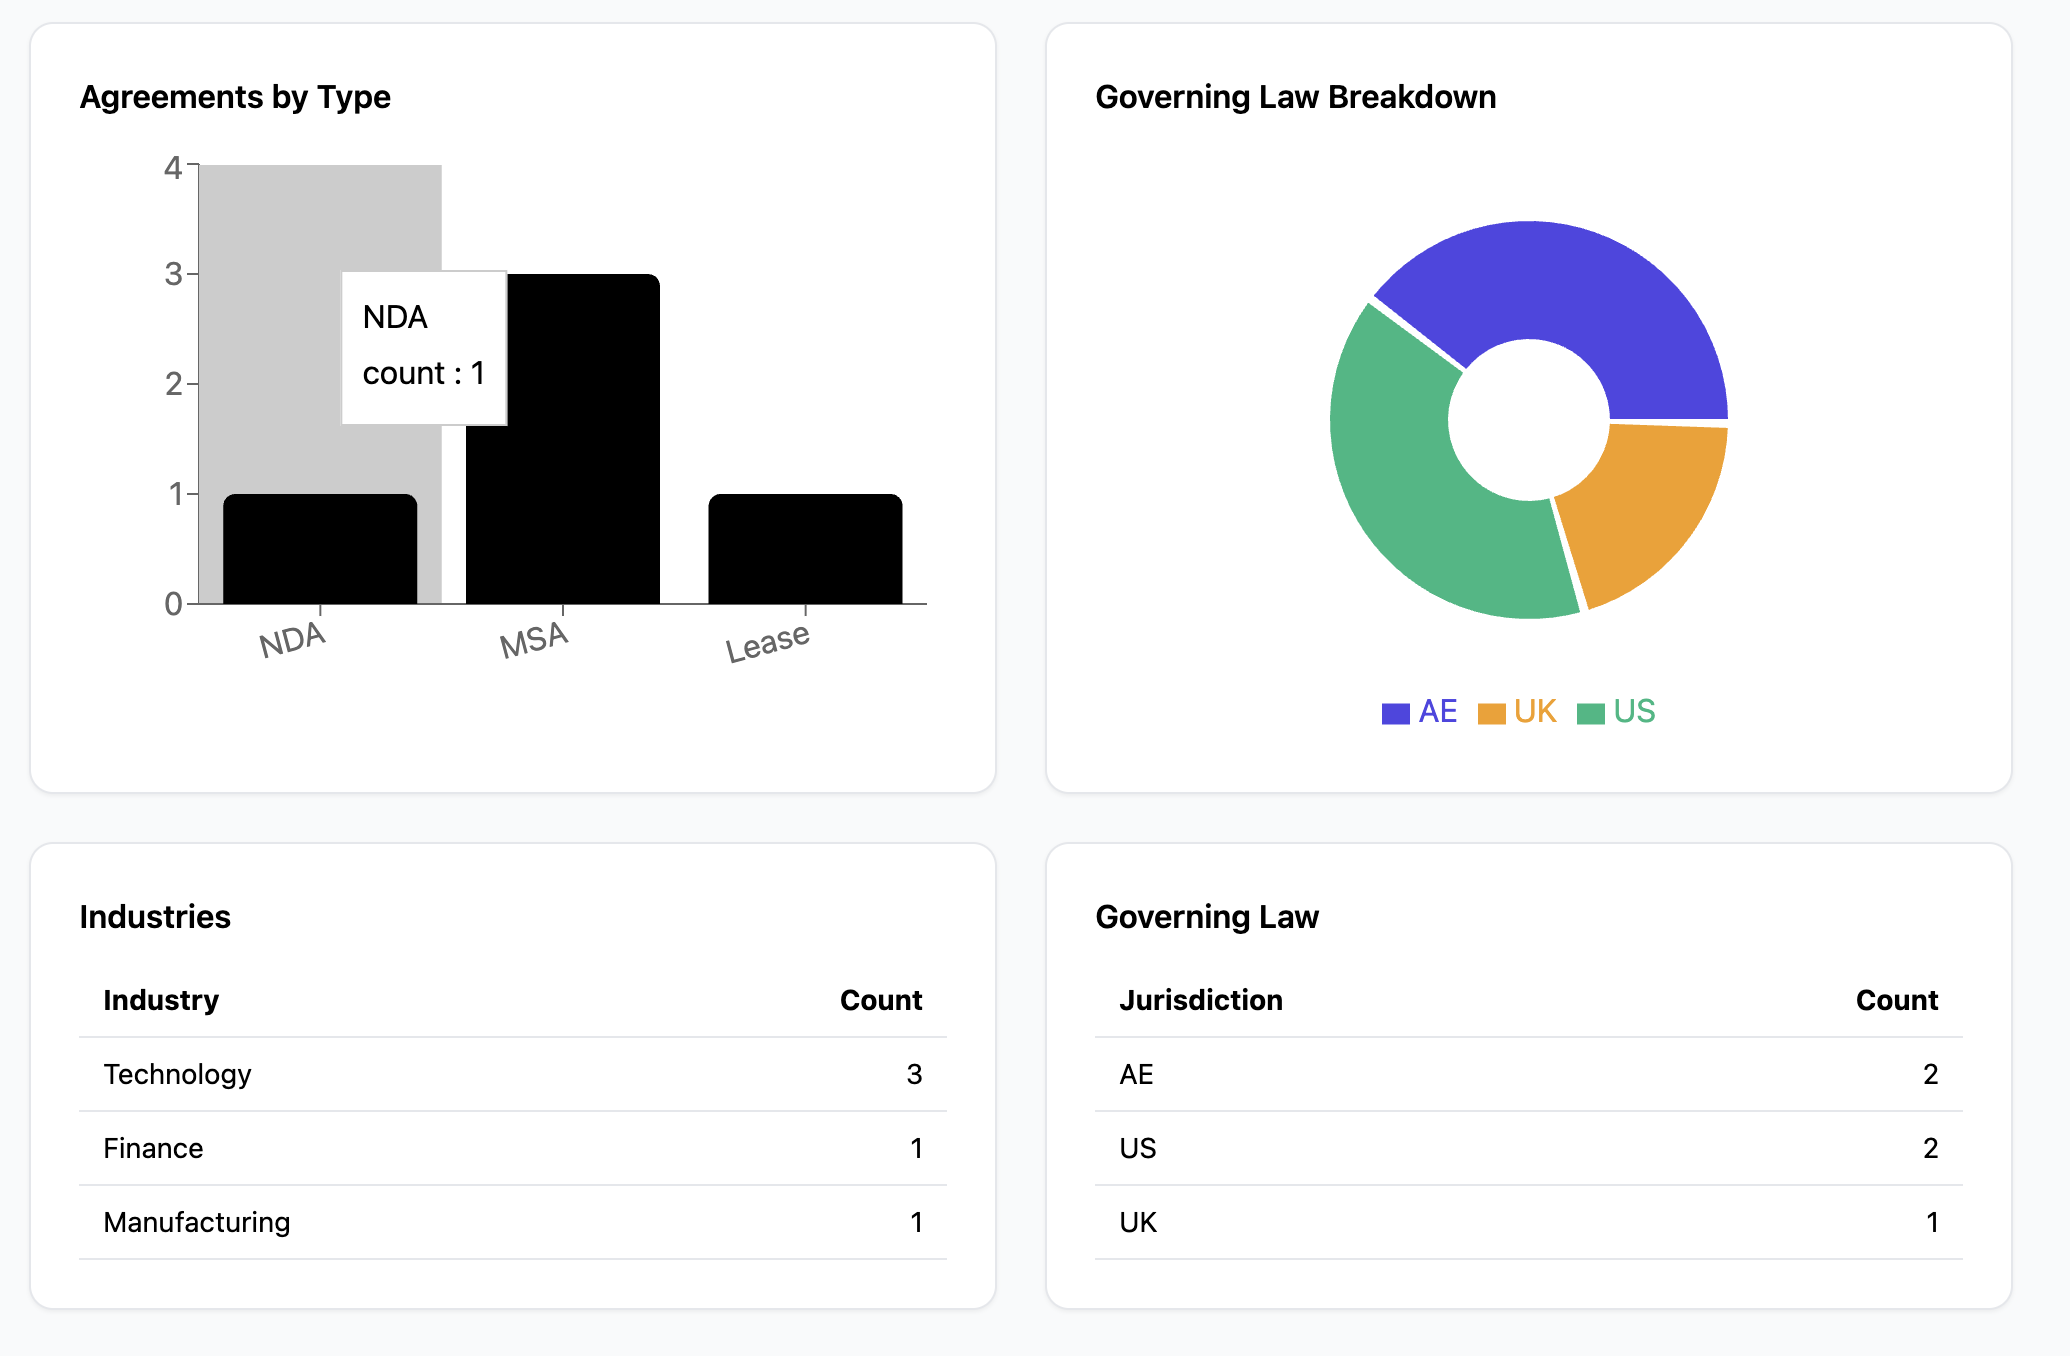 Agreements by Type
4
3
2
1
0
NDA
count : 1
NDA
MSA
Lease
Governing Law Breakdown
AE UK US
Industries
Industry Count
Technology 3
Finance 1
Manufacturing 1
Governing Law
Jurisdiction Count
AE 2
US 2
UK 1